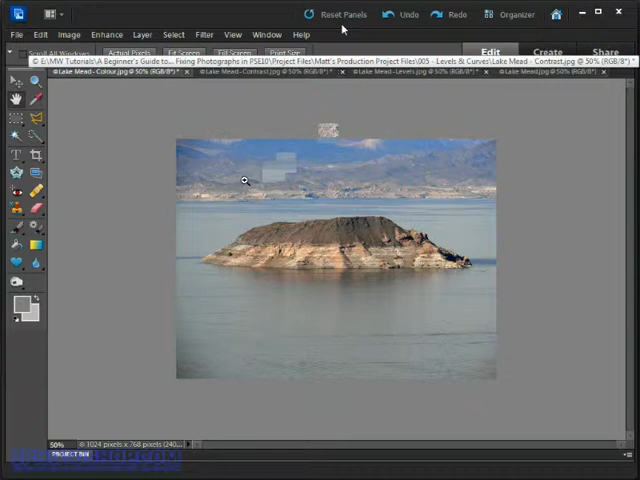 Reset Panels Undo Redo Organizer
File Edit Image Enhance Layer Select Filter View Window Help
Scroll All Windows Actual Pixels Fit Screen Fill Screen Print Size Edit Create Share
© E:\MW Tutorials\A Beginner's Guide to... Fixing Photographs in PSE10\Project Files\Matt's Production Project Files\005 - Levels & Curves\Lake Mead - Contrast.jpg @ 50% (RGB/8*) *
Lake Mead - Colour.jpg @ 50% (RGB/8*) * × Lake Mead - Contrast.jpg @ 50% (RGB/8*) * × Lake Mead - Levels.jpg @ 50% (RGB/8*) * × Lake Mead.jpg @ 50% (RGB/8*) ×
50% 1024 pixels x 768 pixels (240...
PROJECT BIN